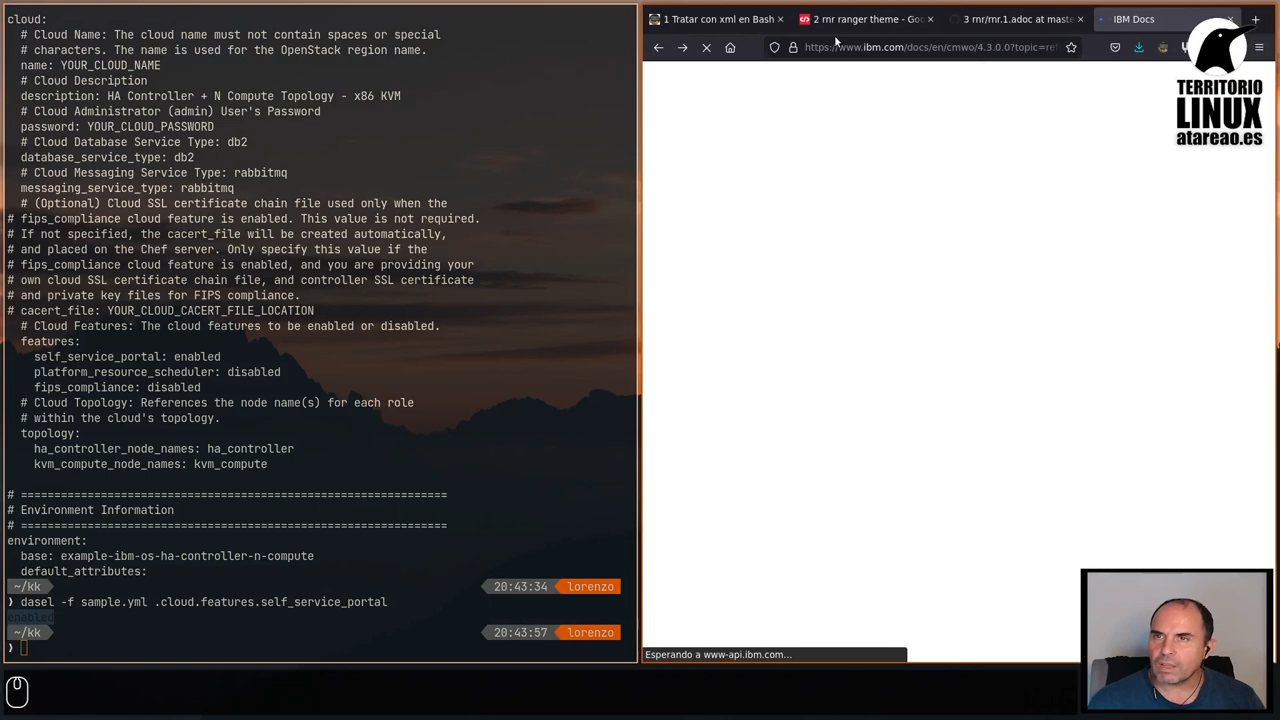 cloud:
# Cloud Name: The cloud name must not contain spaces or special
# characters. The name is used for the OpenStack region name.
name: YOUR_CLOUD_NAME
# Cloud Description
description: HA Controller + N Compute Topology - x86 KVM
# Cloud Administrator (admin) User's Password
password: YOUR_CLOUD_PASSWORD
# Cloud Database Service Type: db2
database_service_type: db2
# Cloud Messaging Service Type: rabbitmq
messaging_service_type: rabbitmq
# (Optional) Cloud SSL certificate chain file used only when the
# fips_compliance cloud feature is enabled. This value is not required.
# If not specified, the cacert_file will be created automatically,
# and placed on the Chef server. Only specify this value if the
# fips_compliance cloud feature is enabled, and you are providing your
# own cloud SSL certificate chain file, and controller SSL certificate
# and private key files for FIPS compliance.
# cacert_file: YOUR_CLOUD_CACERT_FILE_LOCATION
# Cloud Features: The cloud features to be enabled or disabled.
features:
self_service_portal: enabled
platform_resource_scheduler: disabled
fips_compliance: disabled
# Cloud Topology: References the node name(s) for each role
# within the cloud's topology.
topology:
ha_controller_node_names: ha_controller
kvm_compute_node_names: kvm_compute
# ================================================================
# Environment Information
# ================================================================
environment:
base: example-ibm-os-ha-controller-n-compute
default_attributes:
~/kk 20:43:34 lorenzo
❯ dasel -f sample.yml .cloud.features.self_service_portal
enabled
~/kk 20:43:57 lorenzo
❯
1 Tratar con xml en Bash
2 rnr ranger theme - Goo
3 rnr/rnr.1.adoc at maste
IBM Docs
https://www.ibm.com/docs/en/cmwo/4.3.0.0?topic=re
TERRITORIO
LINUX
atareao.es
Esperando a www-api.ibm.com...